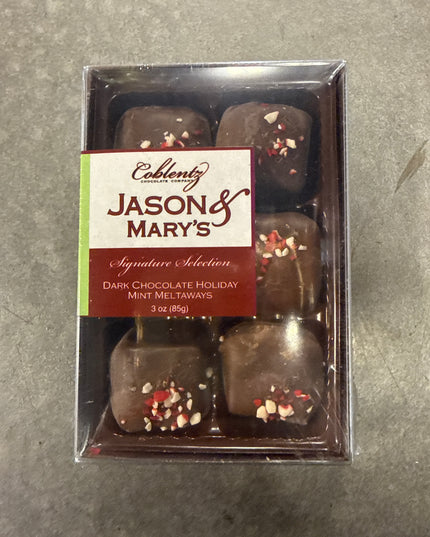 Coblentz
CHOCOLATE COMPANY
JASON &
MARY'S
Signature Selection
DARK CHOCOLATE HOLIDAY
MINT MELTAWAYS
3 oz (85g)